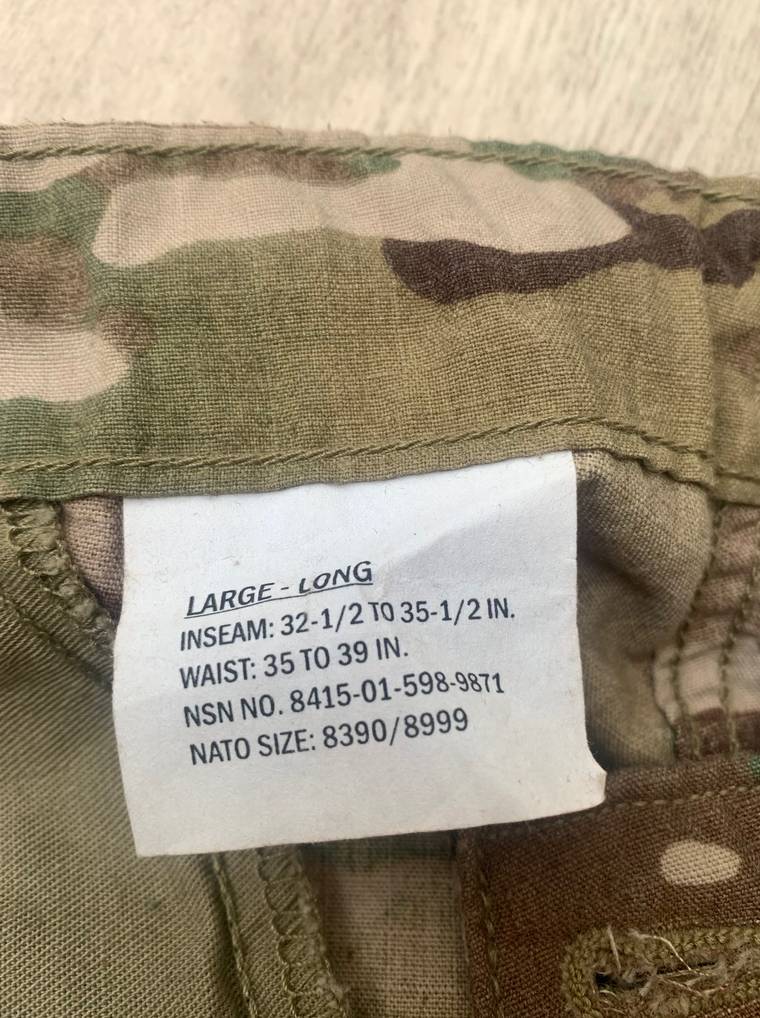 LARGE - LONG
INSEAM: 32-1/2 TO 35-1/2 IN.
WAIST: 35 TO 39 IN.
NSN NO. 8415-01-598-9871
NATO SIZE: 8390/8999